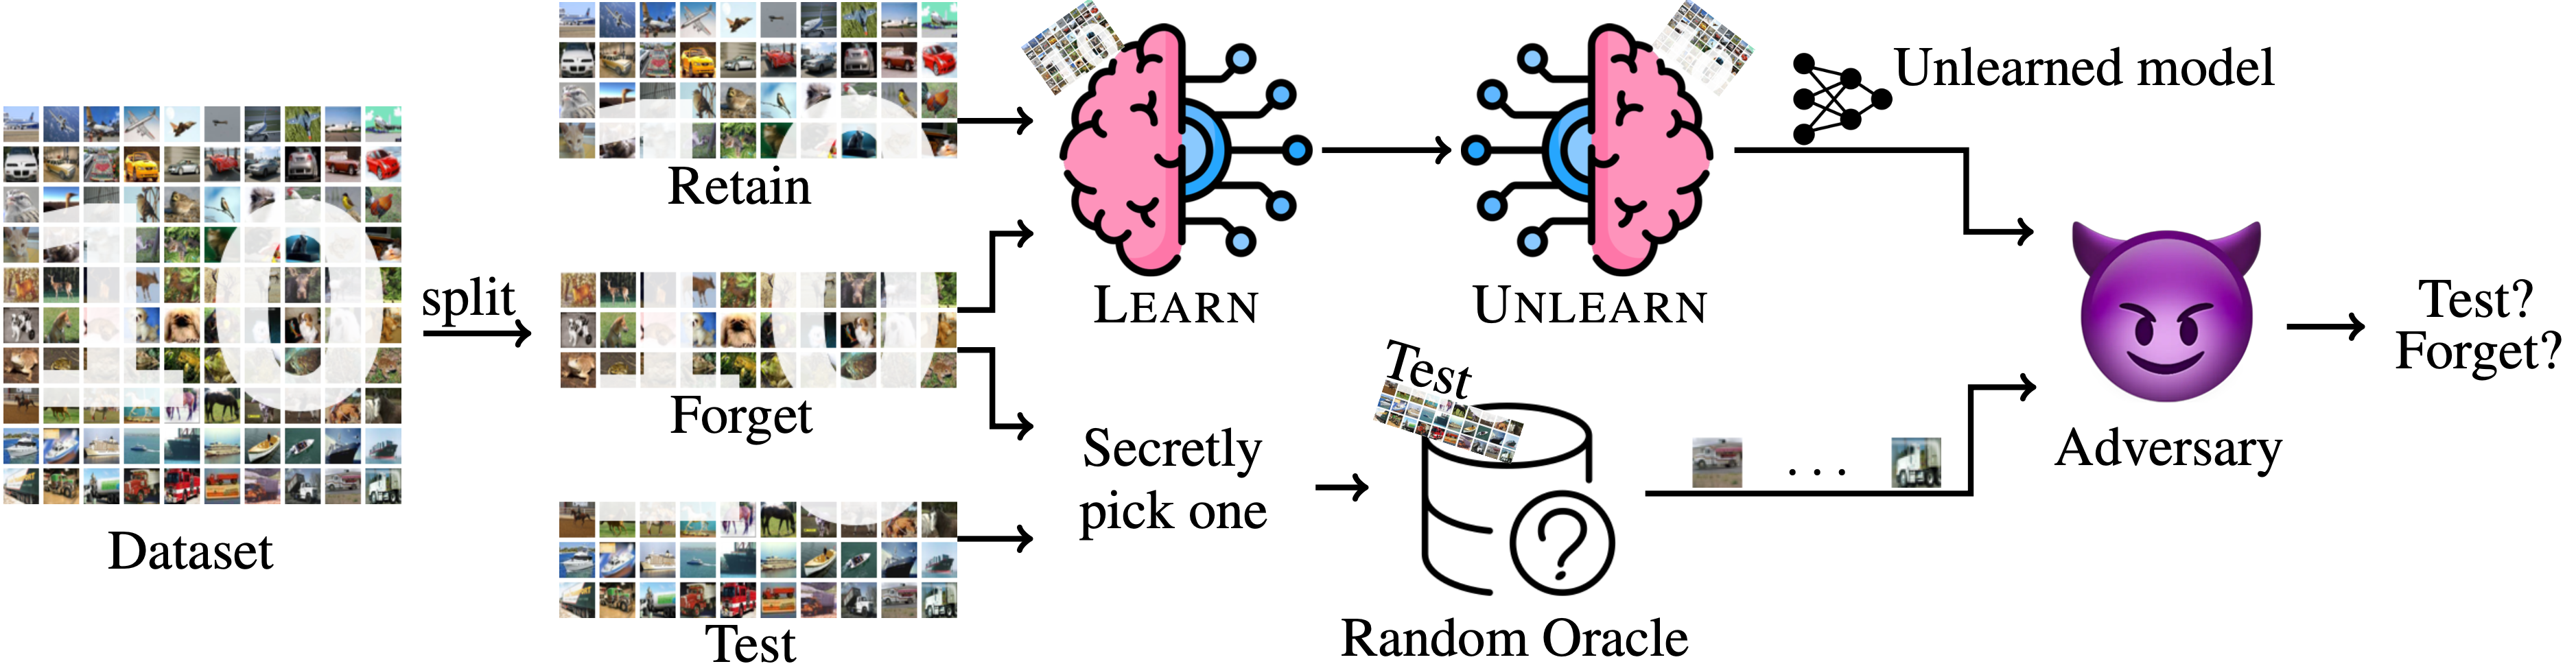 Dataset
split
Retain
Forget
Test
LEARN
UNLEARN
Unlearned model
Secretly
pick one
Test
Random Oracle
Adversary
Test?
Forget?